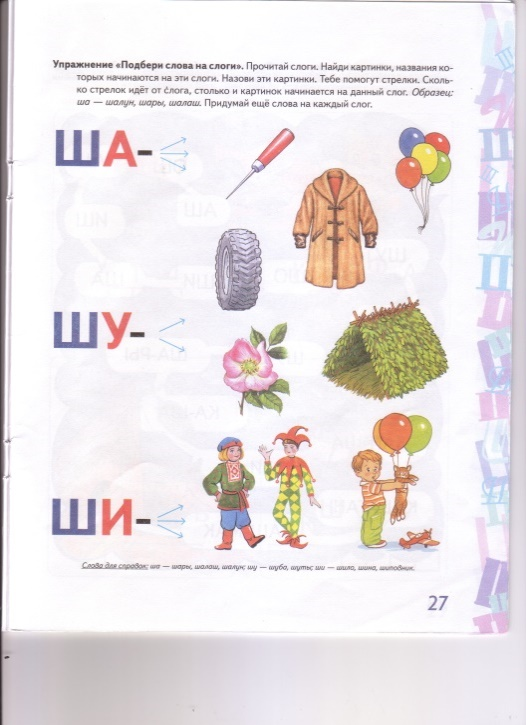 Упражнение «Подбери слова на слоги». Прочитай слоги. Найди картинки, названия ко-
торых начинаются на эти слоги. Назови эти картинки. Тебе помогут стрелки. Сколь-
ко стрелок идёт от слога, столько и картинок начинается на данный слог. Образец:
ша — шалун, шары, шалаш. Придумай ещё слова на каждый слог.
ША-
ШУ-
ШИ-
Слова для справок: ша — шары, шалаш, шалун; шу — шуба, шуты; ши — шило, шина, шиповник.
27